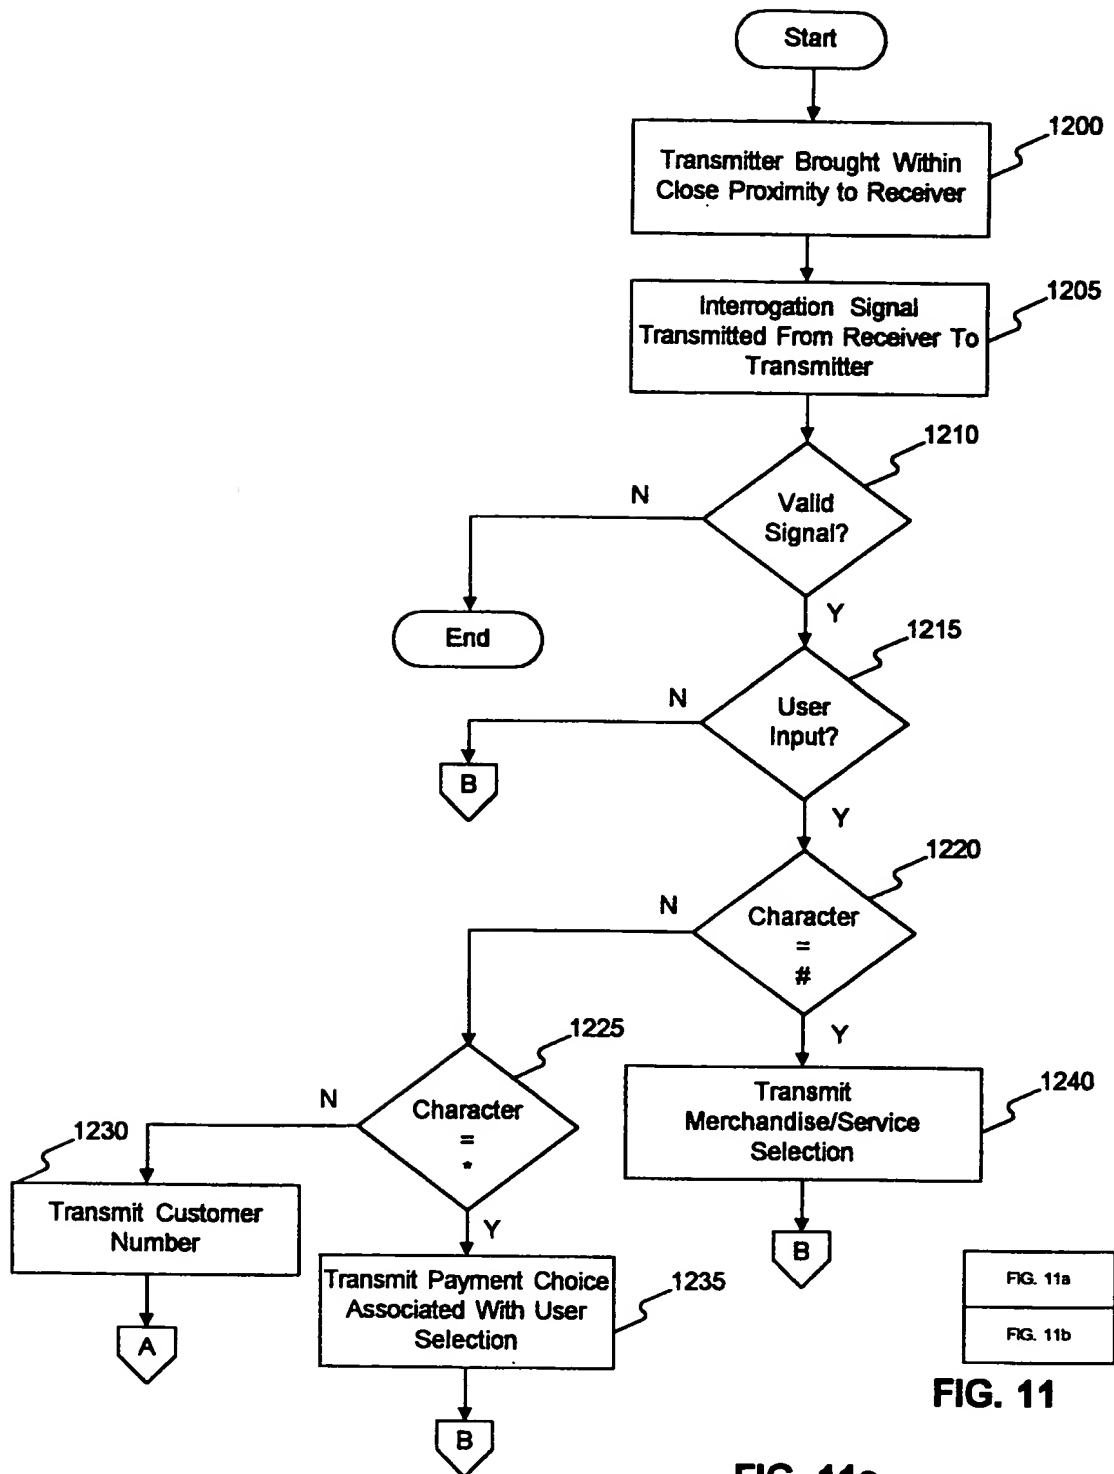 Start
1200
Transmitter Brought Within
Close Proximity to Receiver
1205
Interrogation Signal
Transmitted From Receiver To
Transmitter
1210
N
Valid
Signal?
Y
End
1215
N
User
Input?
B
Y
1220
N
Character
=
#
Y
1225
N
Character
=
*
1240
Transmit
Merchandise/Service
Selection
1230
Transmit Customer
Number
Y
B
1235
Transmit Payment Choice
Associated With User
Selection
A
B
FIG. 11a
FIG. 11b
FIG. 11
FIG. 11a